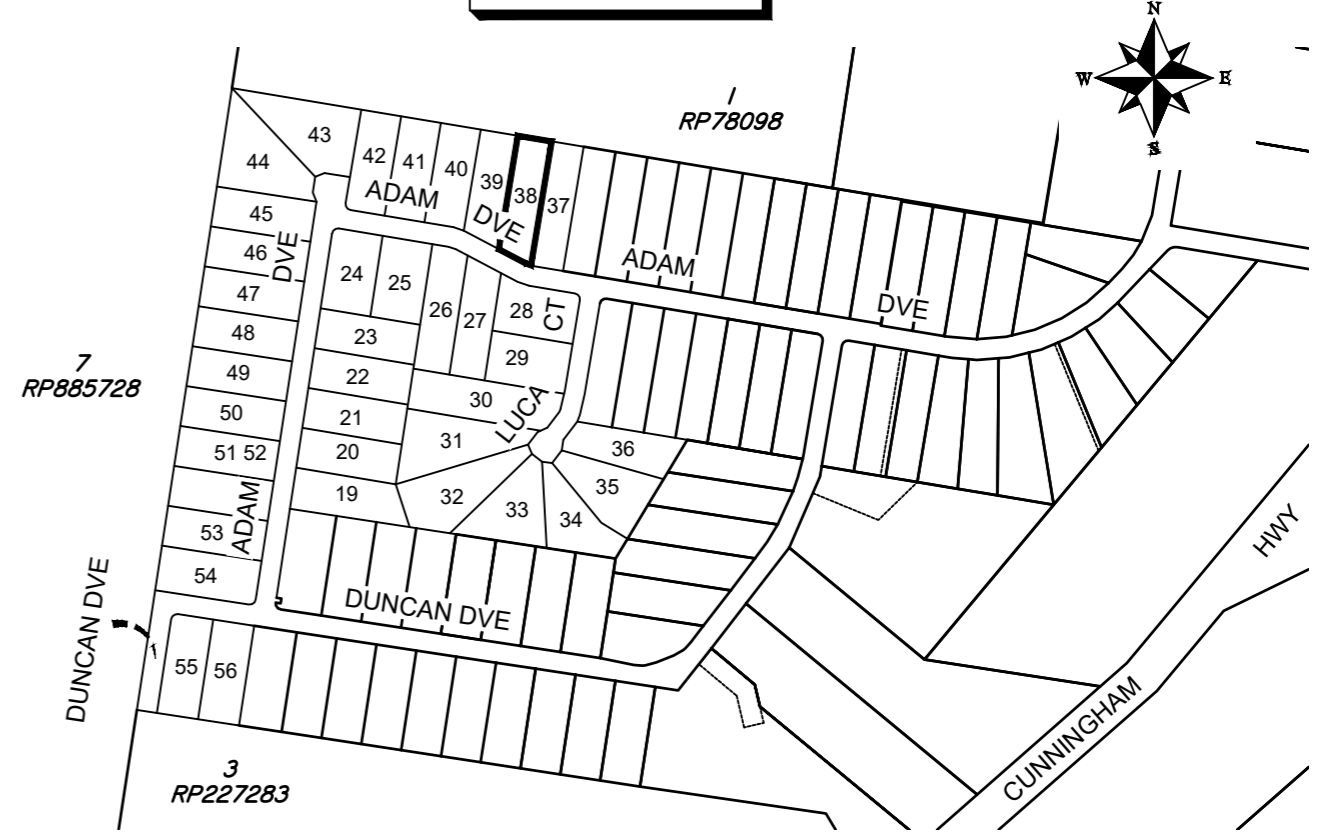 N
W E
S
1
RP78098
43
44
42
41
40
39
38
37
ADAM
DVE
45
46
47
48
49
50
51 52
53
54
DVE
ADAM
24
25
26
27
28
29
23
22
21
20
19
30
31
32
33
34
35
36
CT
LUCA
ADAM
DVE
7
RP885728
DUNCAN DVE
DUNCAN DVE
55
56
HWY
CUNNINGHAM
3
RP227283